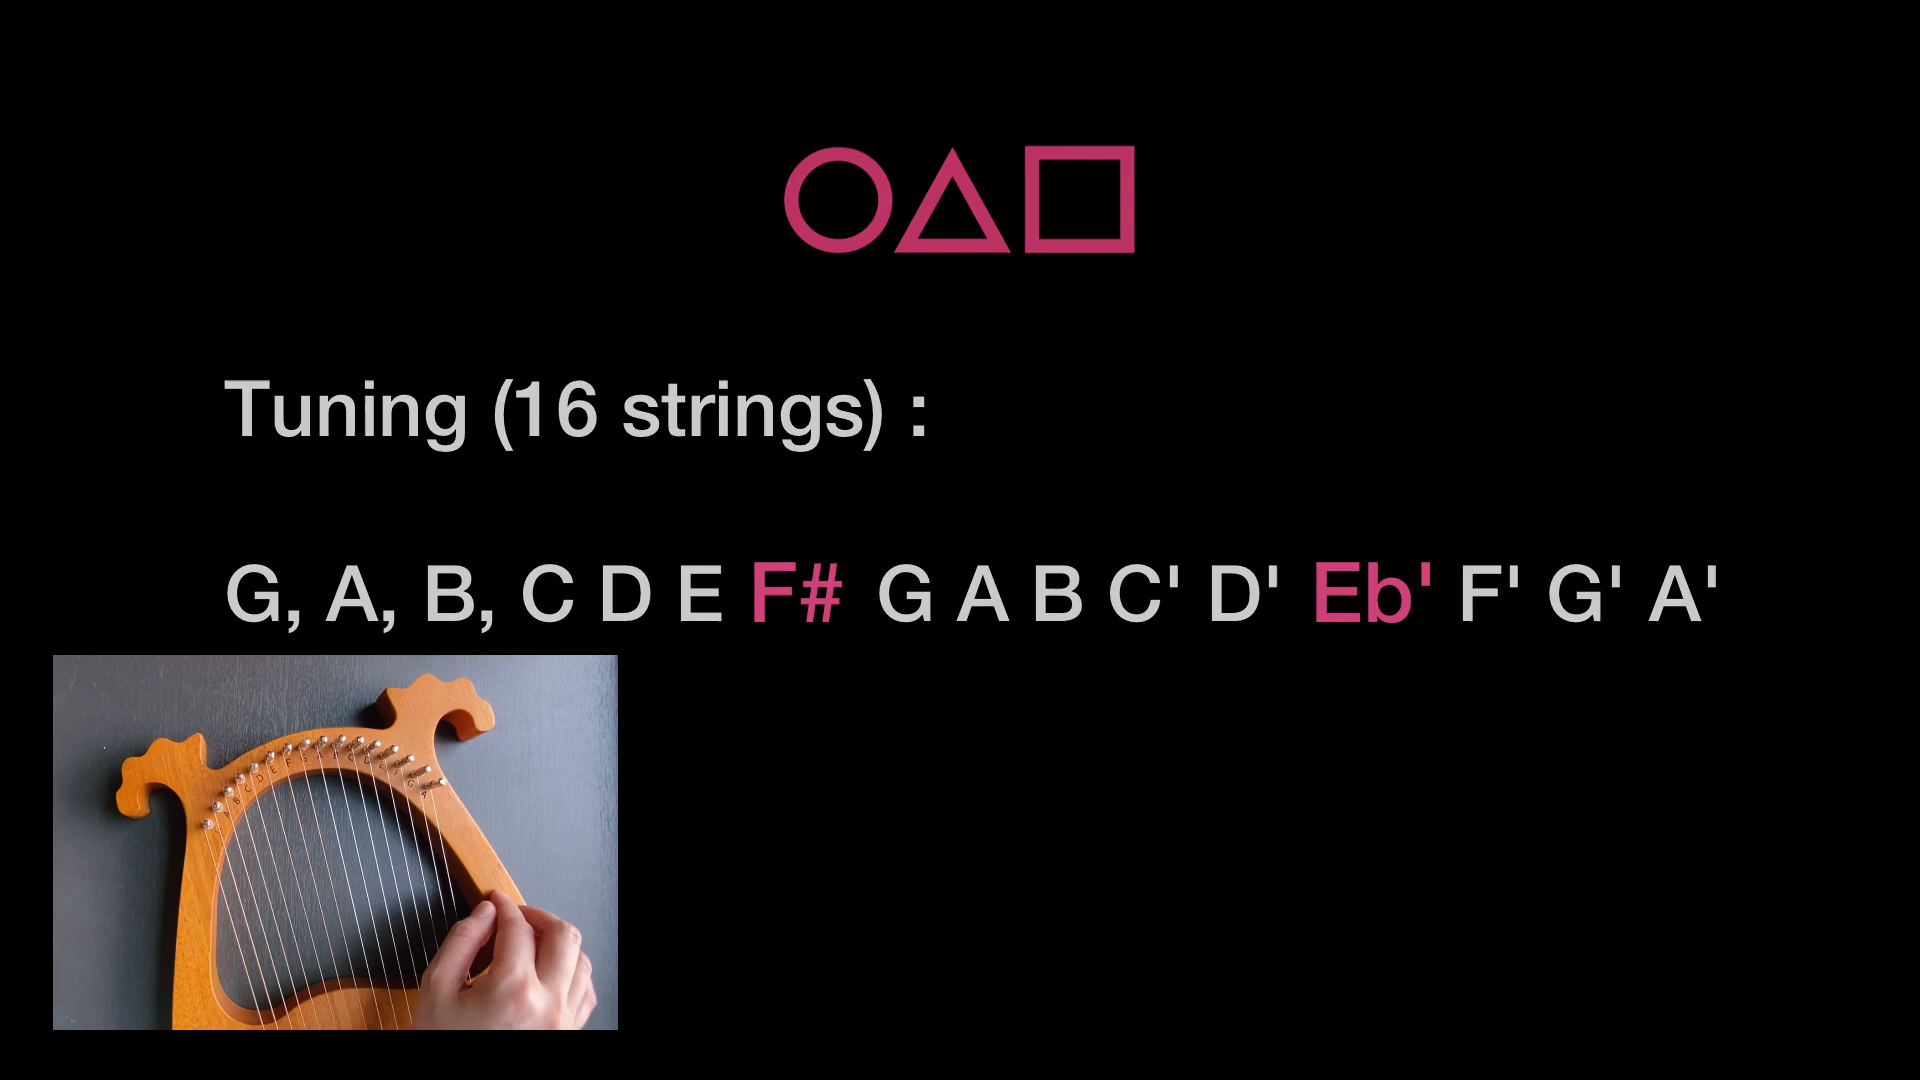 Tuning (16 strings) :
G, A, B, C D E F# G A B C' D' Eb' F' G' A'